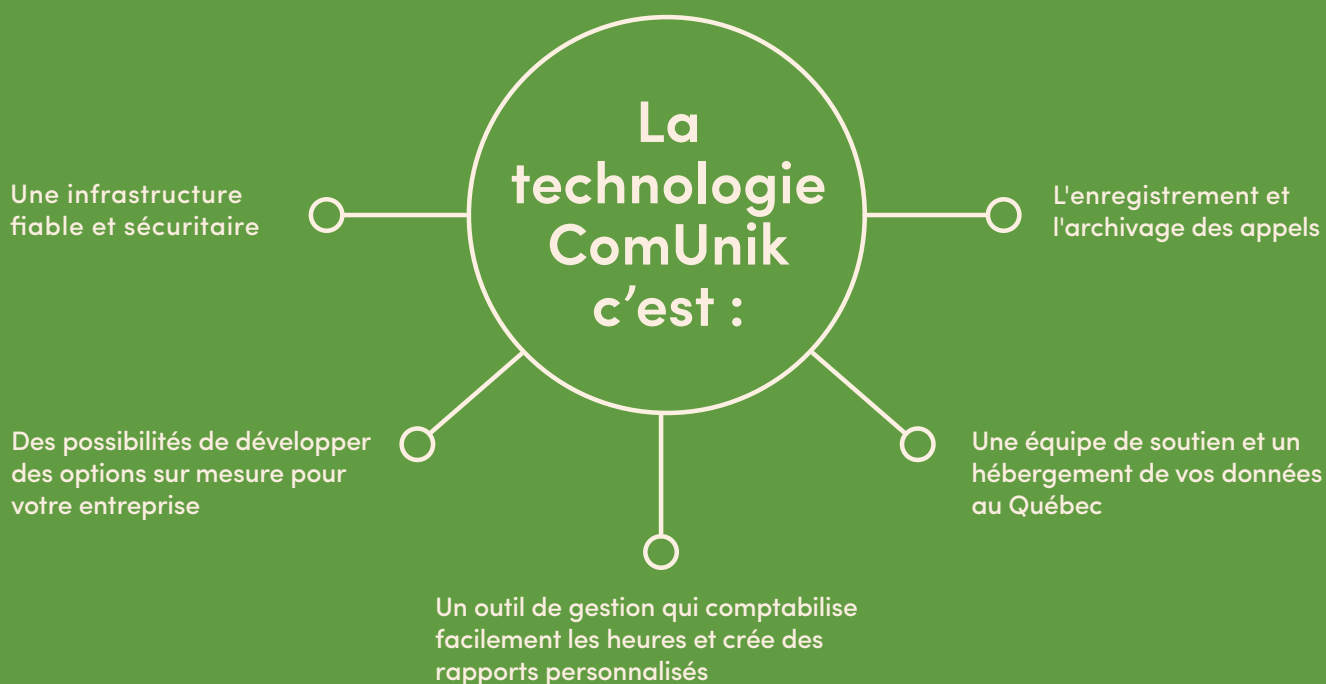 La
technologie
ComUnik
c’est :
Une infrastructure
fiable et sécuritaire
L'enregistrement et
l'archivage des appels
Des possibilités de développer
des options sur mesure pour
votre entreprise
Une équipe de soutien et un
hébergement de vos données
au Québec
Un outil de gestion qui comptabilise
facilement les heures et crée des
rapports personnalisés